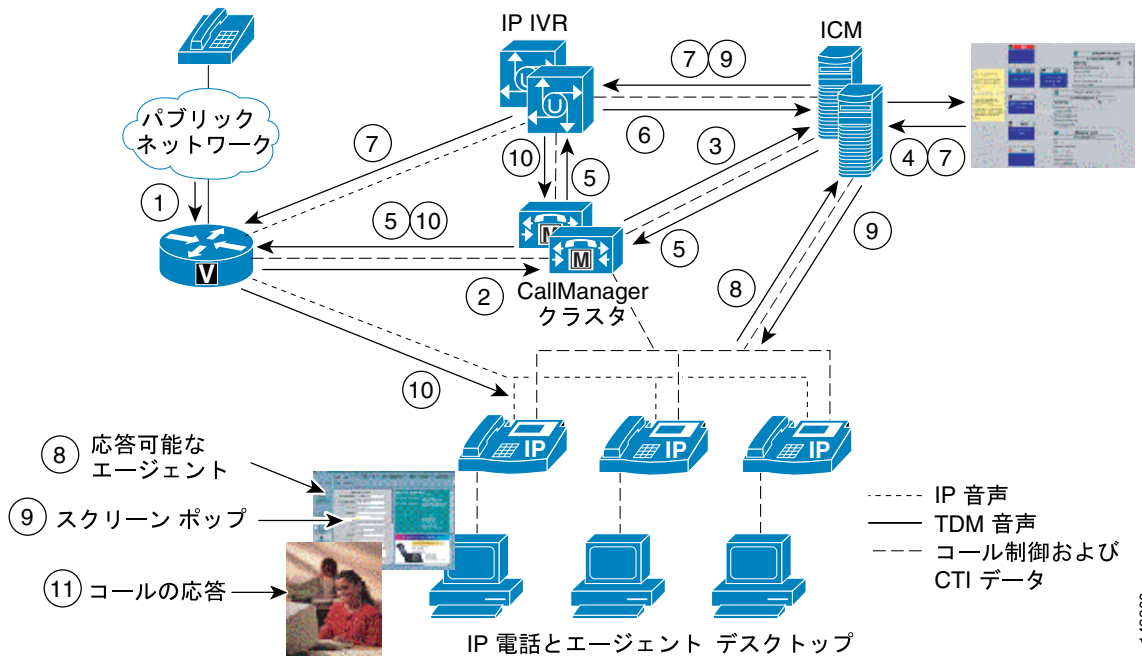 IP IVR
ICM
パブリック
ネットワーク
7
9
6
3
4
7
7
10
5
1
5
10
5
9
2
8
CallManager
クラスタ
10
V
M
M
U
U
IP
IP
IP
8
応答可能な
エージェント
9
スクリーン ポップ
11
コールの応答
IP 音声
TDM 音声
コール制御および
CTI データ
IP 電話とエージェント デスクトップ